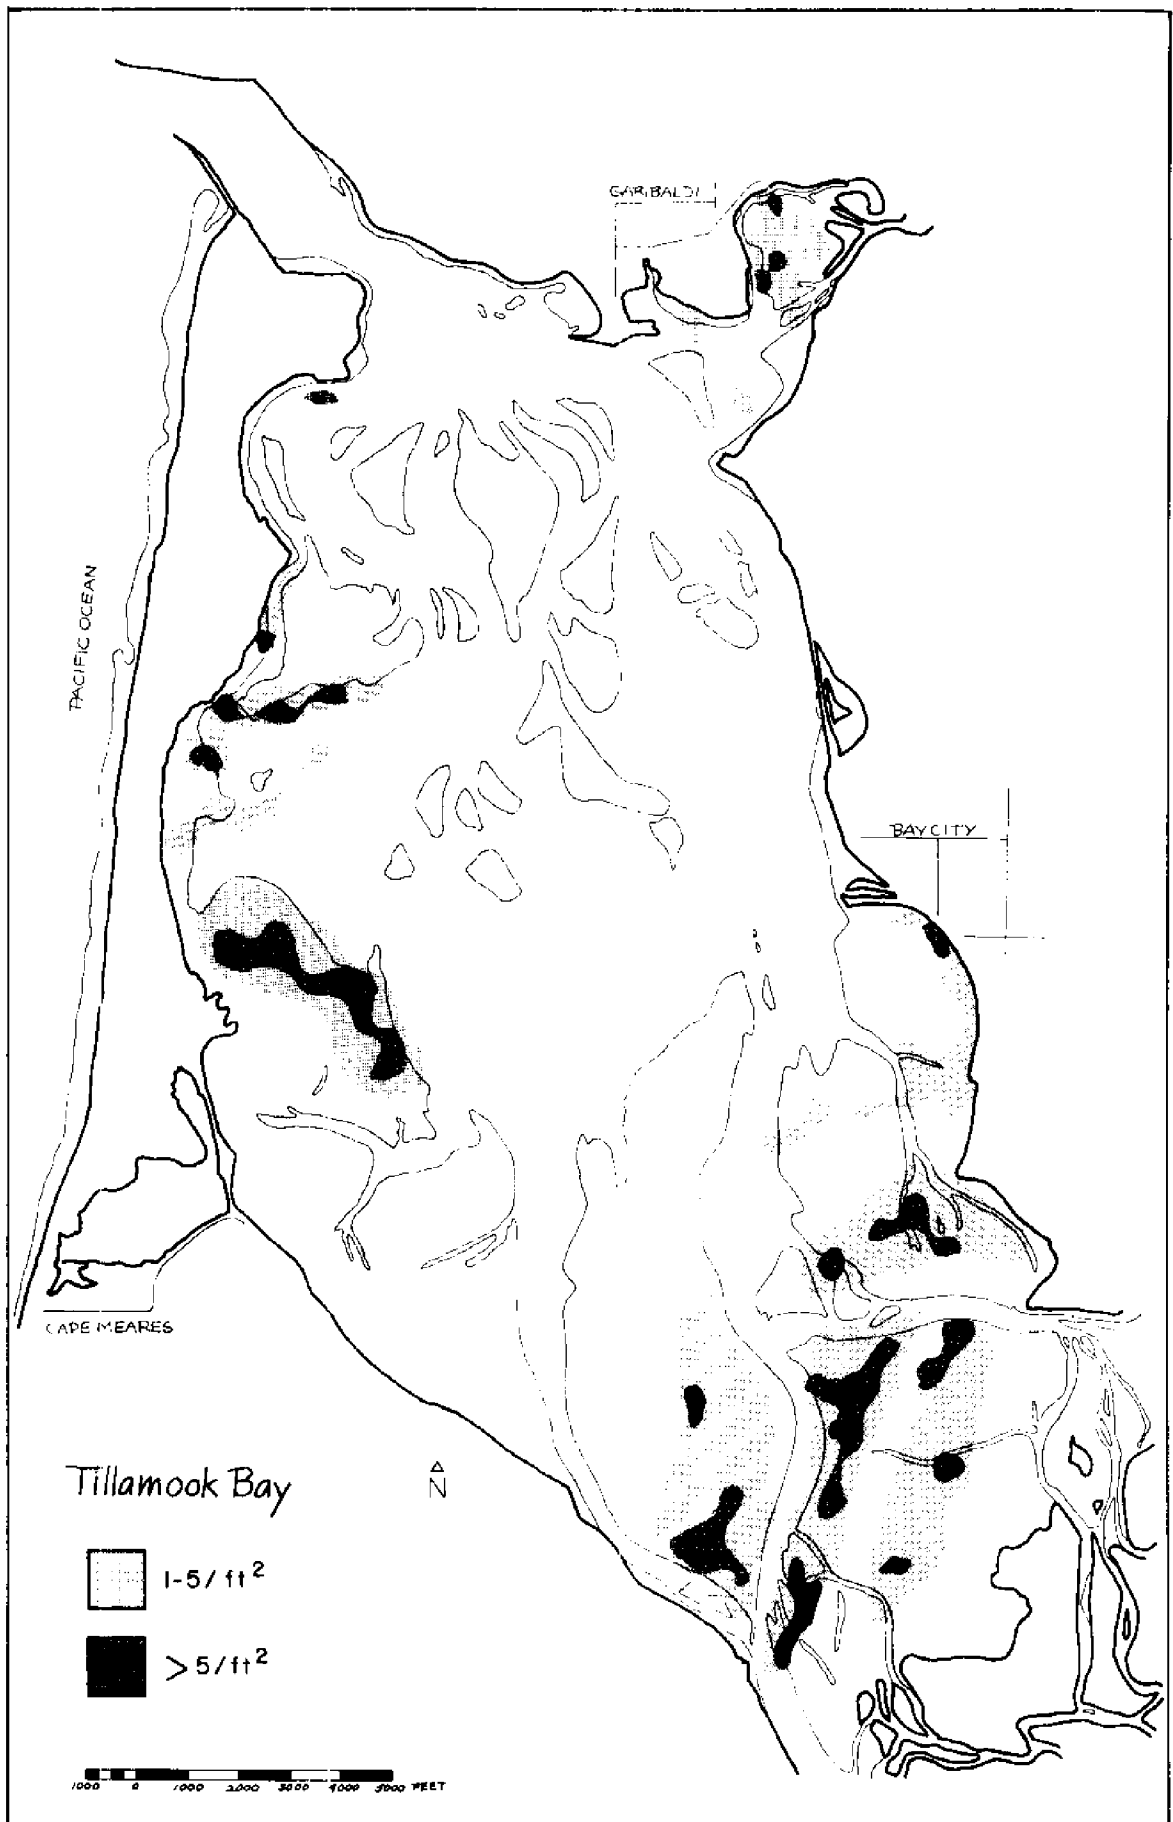 GARIBALDI
PACIFIC OCEAN
BAY CITY
CAPE MEARES
Tillamook Bay
N
1-5/ft²
>5/ft²
1000 0 1000 2000 3000 4000 5000 FEET